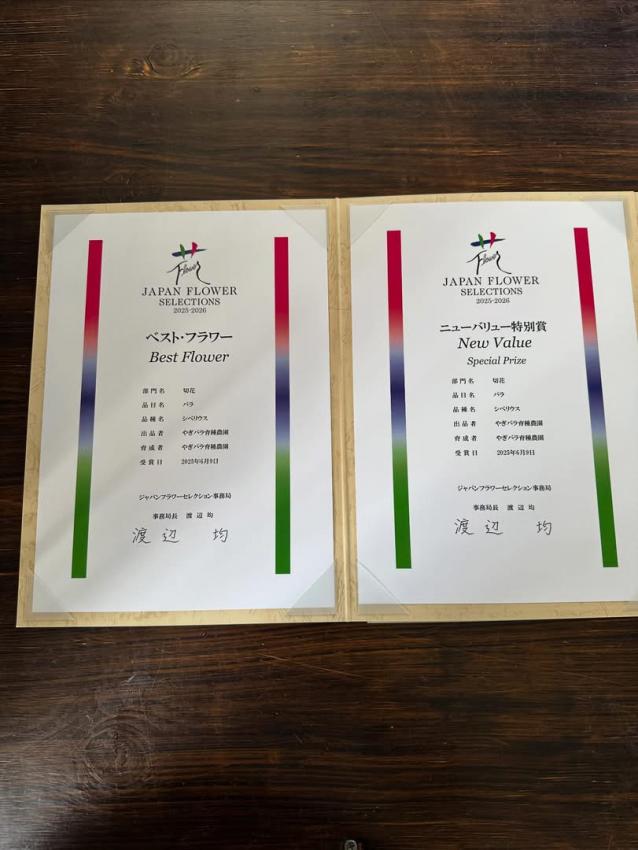 花
Flower
JAPAN FLOWER
SELECTIONS
2025-2026
ベスト・フラワー
Best Flower
部門名 切花
品目名 バラ
品種名 シベリウス
出品者 やぎバラ育種農園
育成者 やぎバラ育種農園
受賞日 2025年6月9日
ジャパンフラワーセレクション事務局
事務局長 渡辺均
渡辺 均
花
Flower
JAPAN FLOWER
SELECTIONS
2025-2026
ニューバリュー特別賞
New Value
Special Prize
部門名 切花
品目名 バラ
品種名 シベリウス
出品者 やぎバラ育種農園
育成者 やぎバラ育種農園
受賞日 2025年6月9日
ジャパンフラワーセレクション事務局
事務局長 渡辺均
渡辺 均